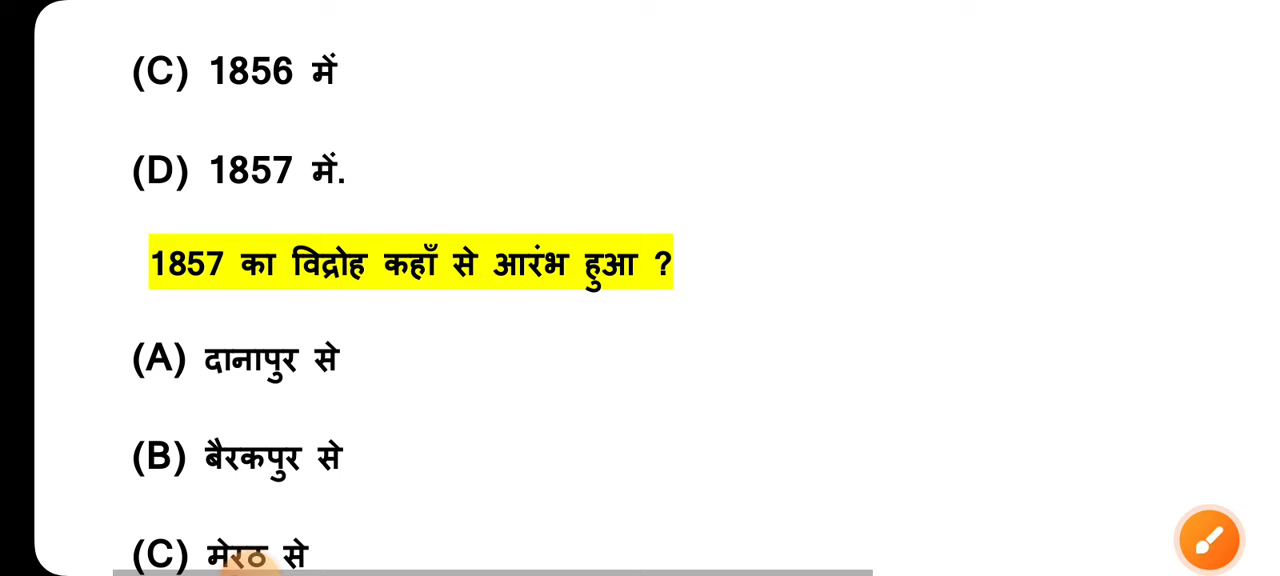 (C) 1856 में
(D) 1857 में.
1857 का विद्रोह कहाँ से आरंभ हुआ ?
(A) दानापुर से
(B) बैरकपुर से
(C) मेरठ से